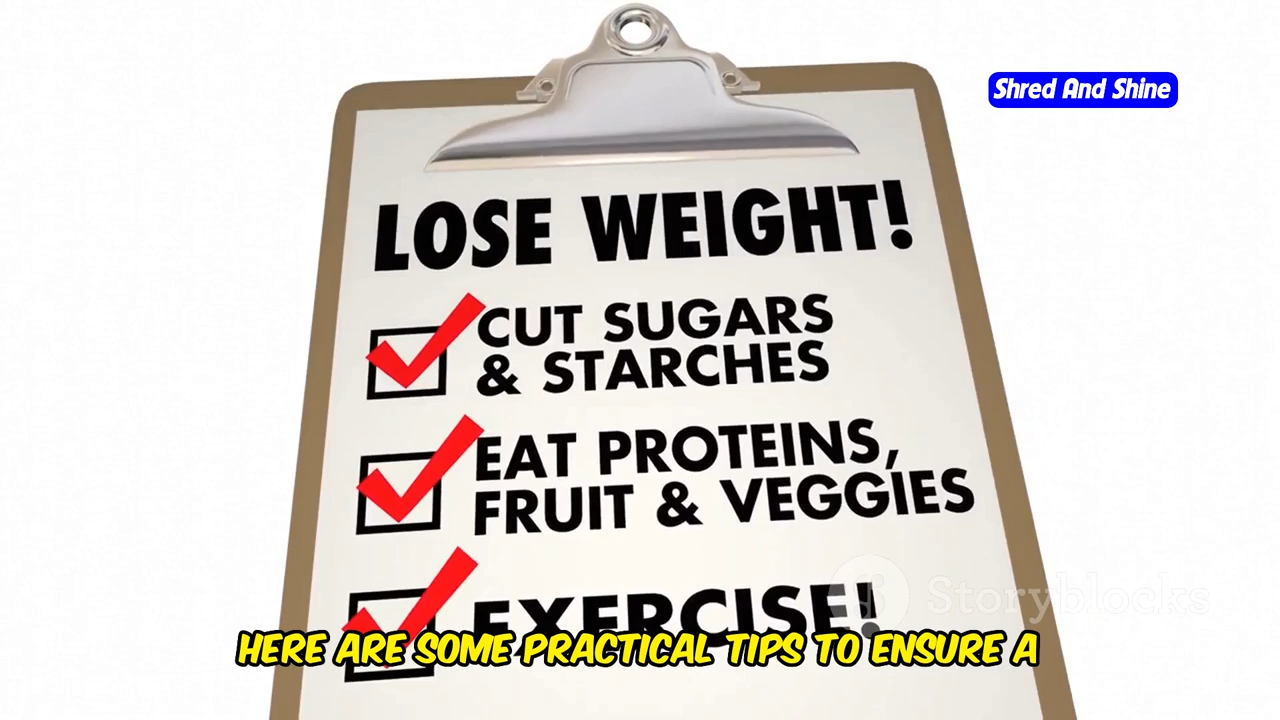 Shred And Shine
LOSE WEIGHT!
CUT SUGARS
& STARCHES
EAT PROTEINS,
FRUIT & VEGGIES
EXERCISE!
Storyblocks
HERE ARE SOME PRACTICAL TIPS TO ENSURE A